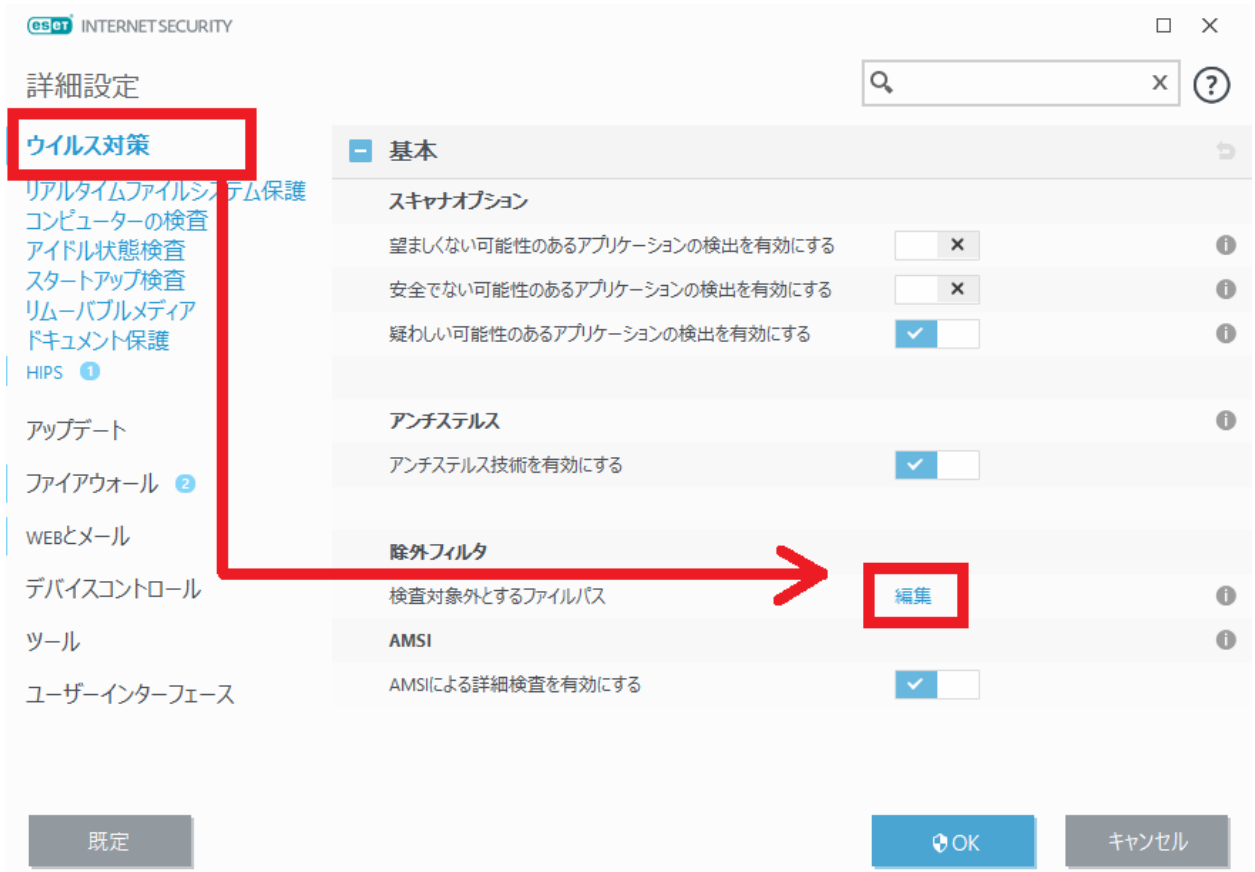 eset INTERNET SECURITY
詳細設定
ウイルス対策
リアルタイムファイルシステム保護
コンピューターの検査
アイドル状態検査
スタートアップ検査
リムーバブルメディア
ドキュメント保護
HIPS 1
アップデート
ファイアウォール 2
WEBとメール
デバイスコントロール
ツール
ユーザーインターフェース
基本
スキャナオプション
望ましくない可能性のあるアプリケーションの検出を有効にする
安全でない可能性のあるアプリケーションの検出を有効にする
疑わしい可能性のあるアプリケーションの検出を有効にする
アンチステルス
アンチステルス技術を有効にする
除外フィルタ
検査対象外とするファイルパス 編集
AMSI
AMSIによる詳細検査を有効にする
既定
OK
キャンセル